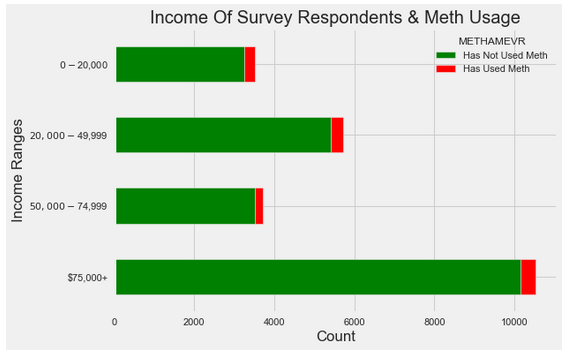 Income Of Survey Respondents & Meth Usage
METHAMEVR
Has Not Used Meth
Has Used Meth
Income Ranges
0 − 20,000
20, 000 − 49,999
50, 000 − 74,999
$75,000+
0 2000 4000 6000 8000 10000
Count